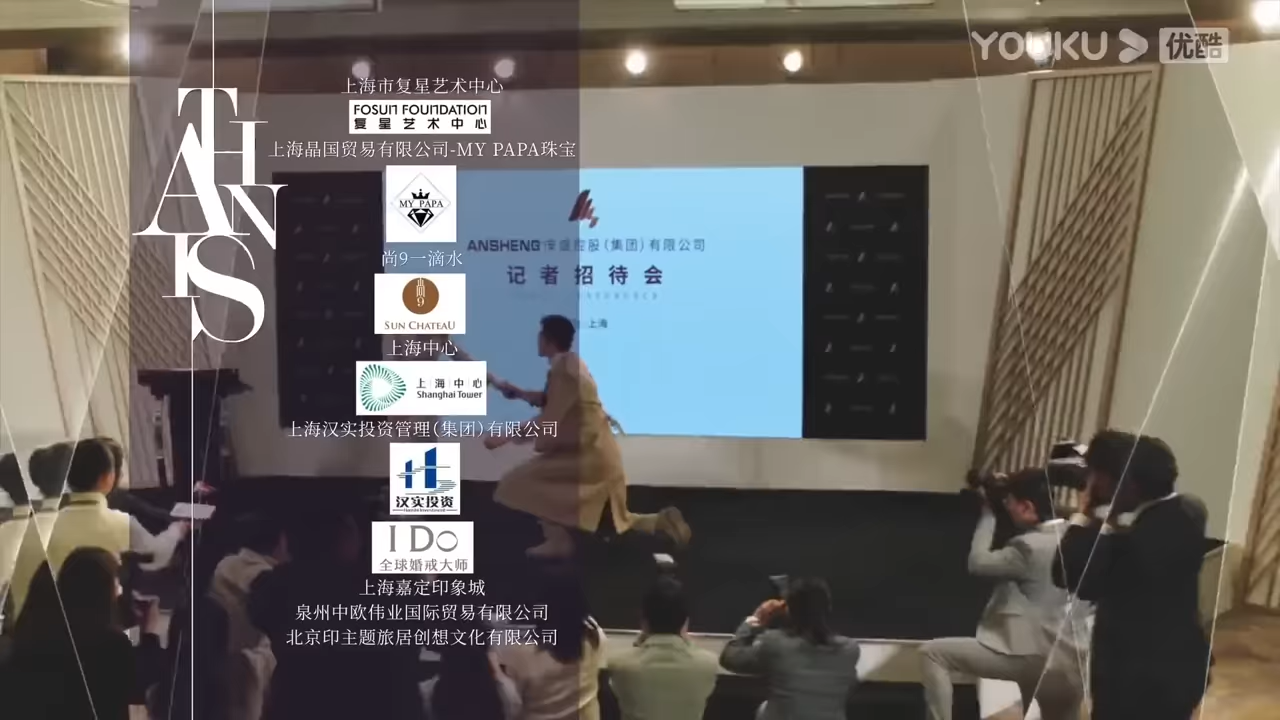 YOUKU 优酷
THANKS
上海市复星艺术中心
FOSUN FOUNDATION
复星艺术中心
上海晶国贸易有限公司-MY PAPA珠宝
MY PAPA
尚9一滴水
尚9
SUN CHATEAU
上海中心
上海中心
Shanghai Tower
上海汉实投资管理(集团)有限公司
汉实投资
I DO
全球婚戒大师
上海嘉定印象城
泉州中欧伟业国际贸易有限公司
北京印主题旅居创想文化有限公司
ANSHENG 控股(集团)有限公司
记者招待会
上海